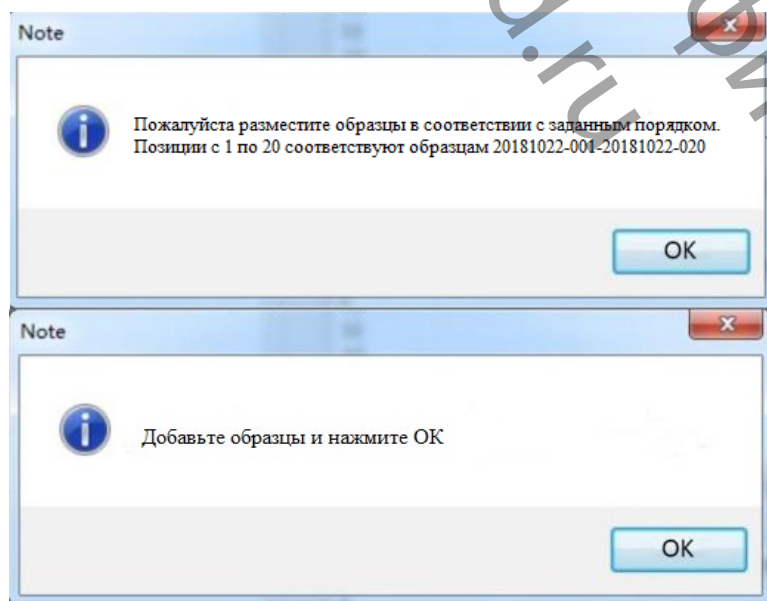 Note
Пожалуйста разместите образцы в соответствии с заданным порядком.
Позиции с 1 по 20 соответствуют образцам 20181022-001-20181022-020
OK
Note
Добавьте образцы и нажмите ОК
OK